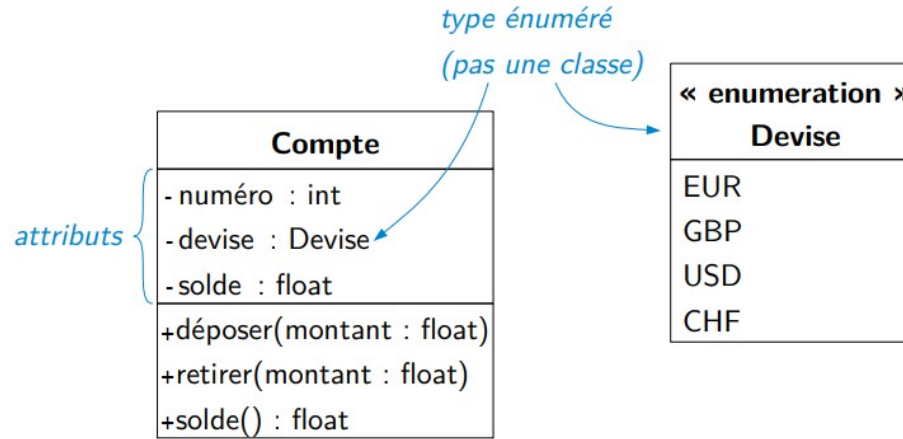 type énuméré
(pas une classe)
« enumeration »
Devise
EUR
GBP
USD
CHF
Compte
attributs
- numéro : int
- devise : Devise
- solde : float
+déposer(montant : float)
+retirer(montant : float)
+solde() : float